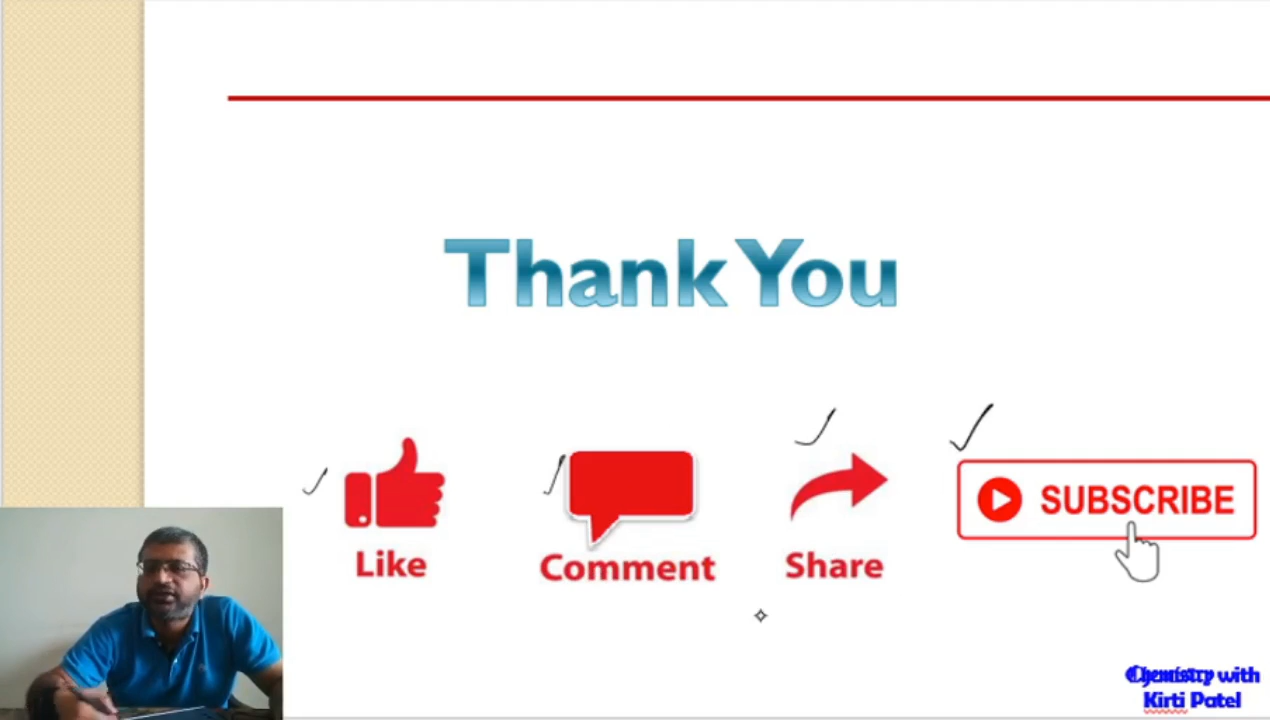 Thank You
Like
Comment
Share
SUBSCRIBE
Chemistry with
Kirti Patel